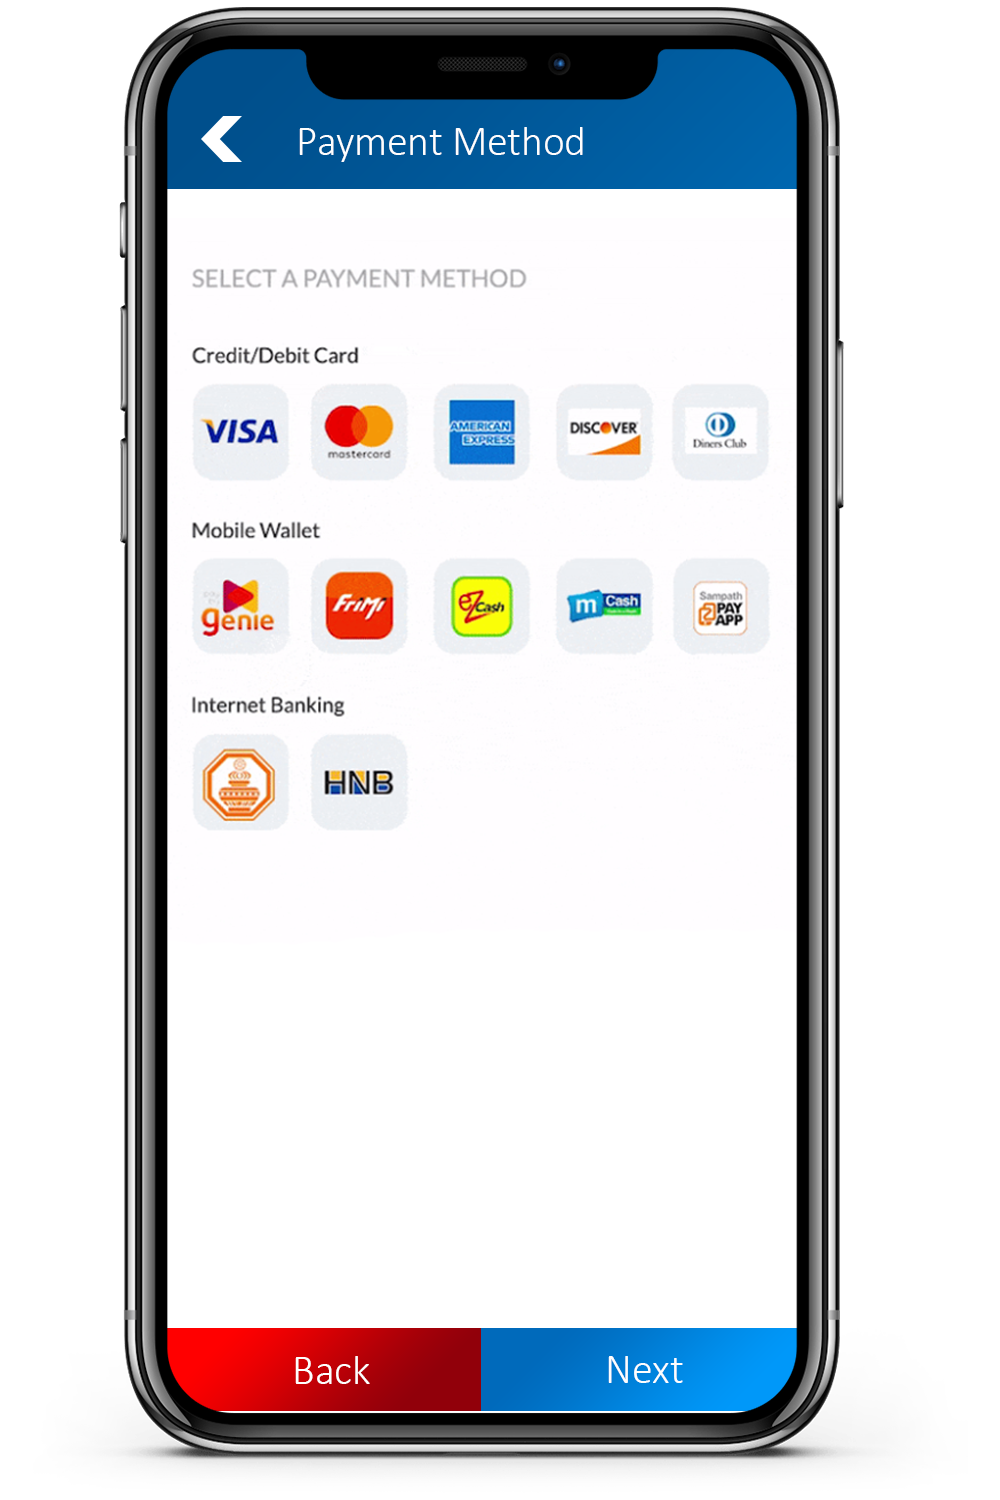 Payment Method
SELECT A PAYMENT METHOD
Credit/Debit Card
VISA
mastercard
AMERICAN
EXPRESS
DISCOVER
Diners Club
Mobile Wallet
genie
FriMi
eZ Cash
m Cash
Sampath
PAY
APP
Internet Banking
HNB
Back
Next